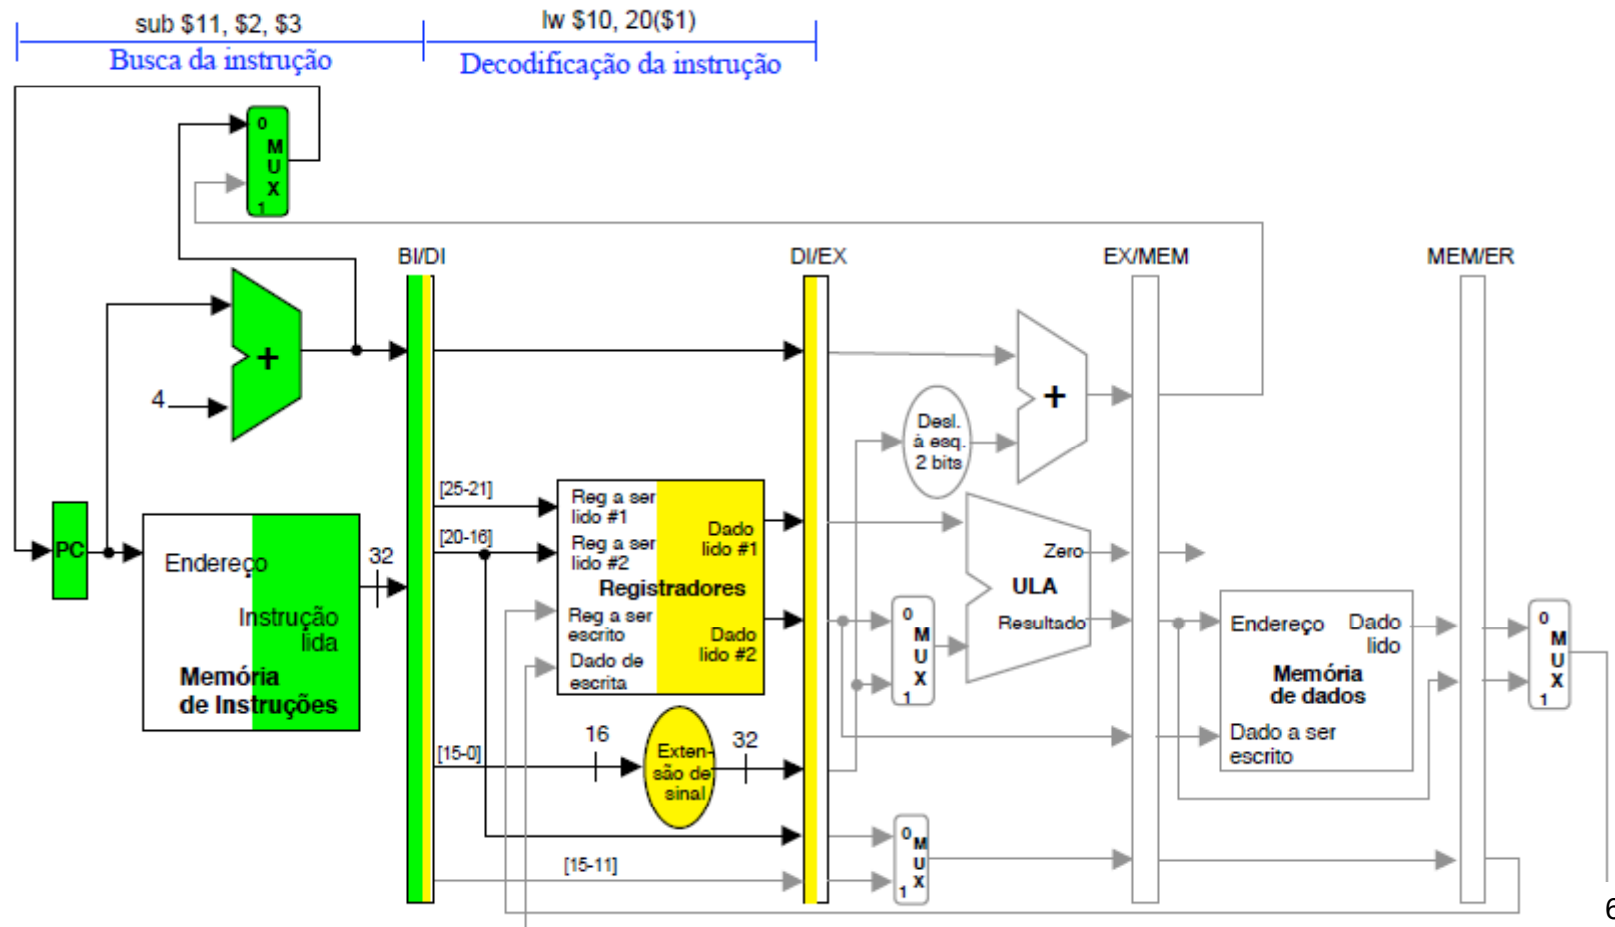 sub $11, $2, $3
lw $10, 20($1)
Busca da instrução
Decodificação da instrução
0
M
U
X
1
BI/DI
DI/EX
EX/MEM
MEM/ER
+
4
+
Desl.
à esq.
2 bits
[25-21]
[20-16]
PC
Endereço
32
Instrução
lida
Memória
de Instruções
Reg a ser
lido #1
Reg a ser
lido #2
Registradores
Reg a ser
escrito
Dado de
escrita
Dado
lido #1
Dado
lido #2
Zero
ULA
Resultado
0
M
U
X
1
Endereço
Dado
lido
Memória
de dados
Dado a ser
escrito
0
M
U
X
1
[15-0]
16
Exten-
são de
sinal
32
[15-11]
0
M
U
X
1
6